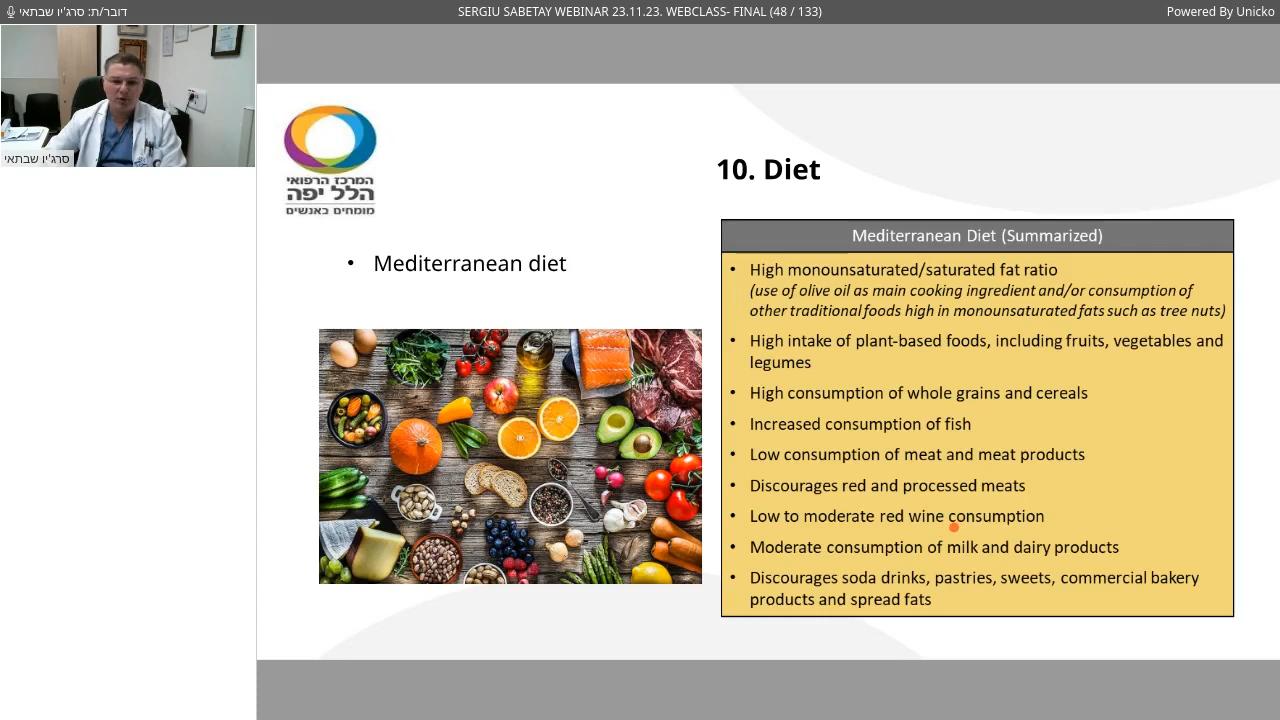 דובר/ת: סרג'יו שבתאי
SERGIU SABETAY WEBINAR 23.11.23. WEBCLASS- FINAL (48 / 133)
Powered By Unicko
סרג'יו שבתאי
המרכז הרפואי
הלל יפה
מומחים באנשים
10. Diet
• Mediterranean diet
Mediterranean Diet (Summarized)
• High monounsaturated/saturated fat ratio
(use of olive oil as main cooking ingredient and/or consumption of
other traditional foods high in monounsaturated fats such as tree nuts)
• High intake of plant-based foods, including fruits, vegetables and
legumes
• High consumption of whole grains and cereals
• Increased consumption of fish
• Low consumption of meat and meat products
• Discourages red and processed meats
• Low to moderate red wine consumption
• Moderate consumption of milk and dairy products
• Discourages soda drinks, pastries, sweets, commercial bakery
products and spread fats